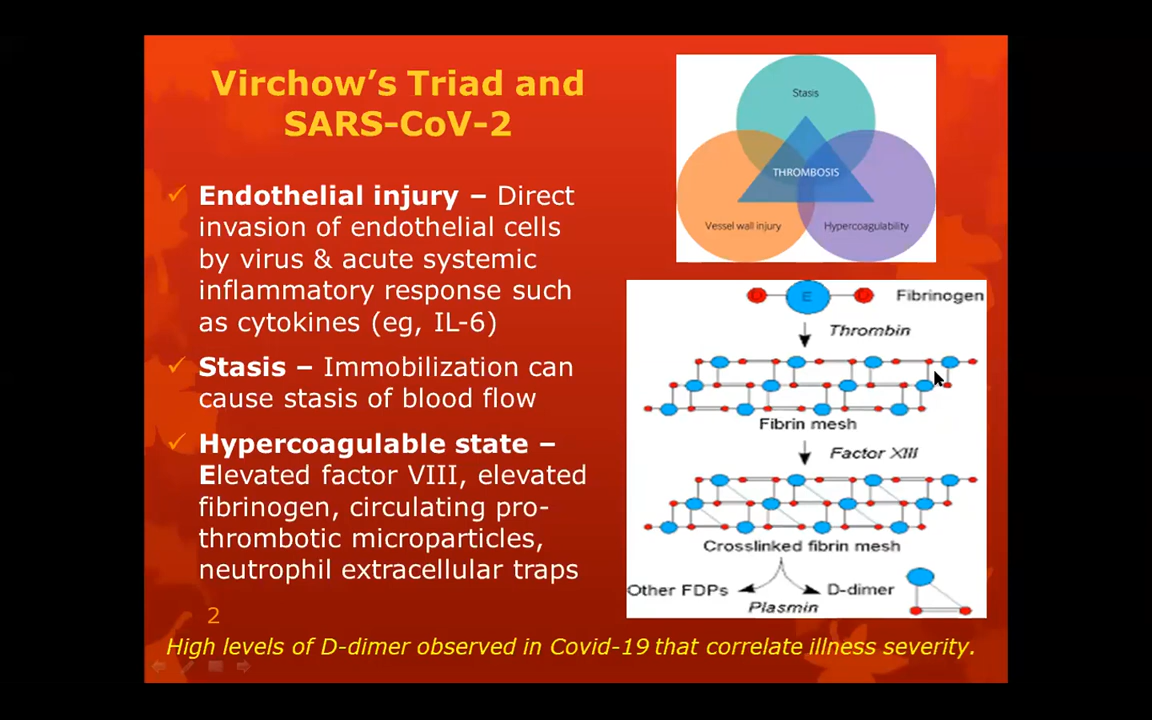 Virchow's Triad and
SARS-CoV-2
✓ Endothelial injury – Direct
invasion of endothelial cells
by virus & acute systemic
inflammatory response such
as cytokines (eg, IL-6)
✓ Stasis – Immobilization can
cause stasis of blood flow
✓ Hypercoagulable state –
Elevated factor VIII, elevated
fibrinogen, circulating pro-
thrombotic microparticles,
neutrophil extracellular traps
Stasis
THROMBOSIS
Vessel wall injury
Hypercoagulability
E
Fibrinogen
Thrombin
Fibrin mesh
Factor XIII
Crosslinked fibrin mesh
Other FDPs
D-dimer
Plasmin
2
High levels of D-dimer observed in Covid-19 that correlate illness severity.